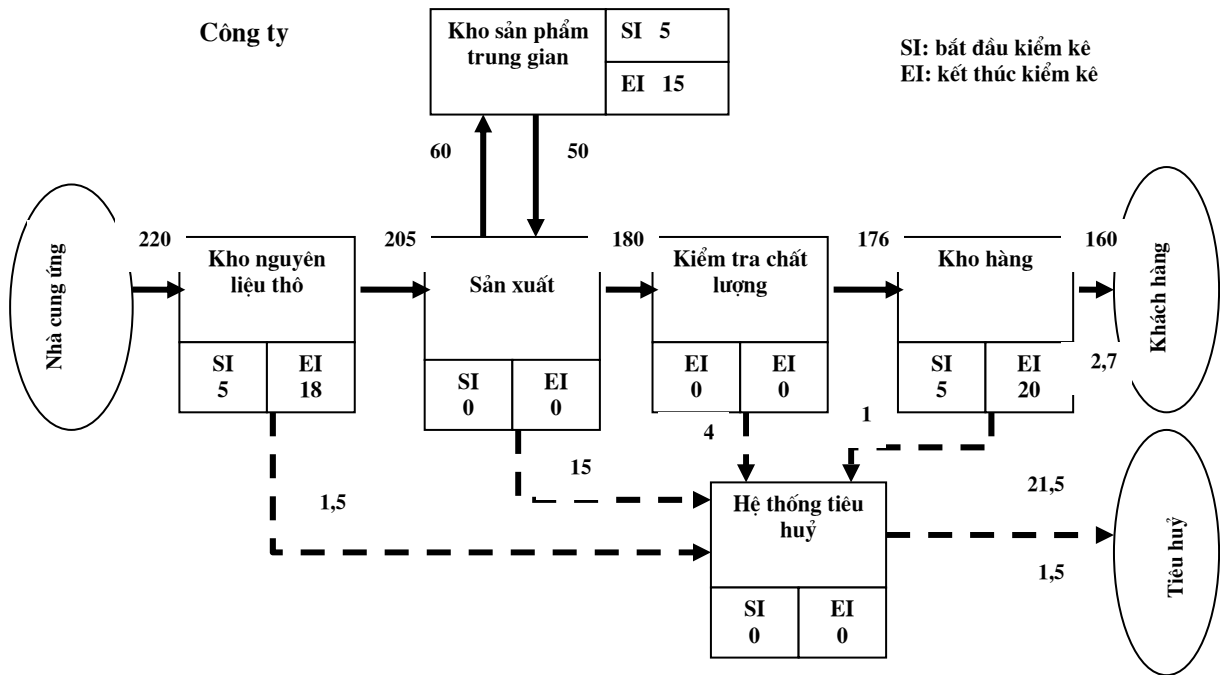 Công ty
Kho sản phẩm
trung gian
SI 5
EI 15
SI: bắt đầu kiểm kê
EI: kết thúc kiểm kê
60
50
Nhà cung ứng
220
Kho nguyên
liệu thô
SI
5
EI
18
205
Sản xuất
SI
0
EI
0
180
Kiểm tra chất
lượng
EI
0
EI
0
176
Kho hàng
SI
5
EI
20
160
2,7
Khách hàng
4
1
15
1,5
Hệ thống tiêu
huỷ
SI
0
EI
0
21,5
1,5
Tiêu huỷ